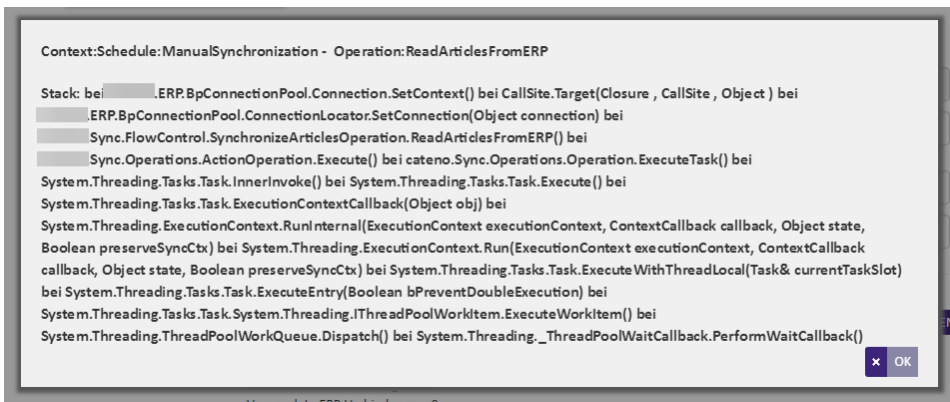 Context:Schedule:ManualSynchronization - Operation:ReadArticlesFromERP
Stack: bei .ERP.BpConnectionPool.Connection.SetContext() bei CallSite.Target(Closure , CallSite , Object ) bei
.ERP.BpConnectionPool.ConnectionLocator.SetConnection(Object connection) bei
Sync.FlowControl.SynchronizeArticlesOperation.ReadArticlesFromERP() bei
Sync.Operations.ActionOperation.Execute() bei cateno.Sync.Operations.Operation.ExecuteTask() bei
System.Threading.Tasks.Task.InnerInvoke() bei System.Threading.Tasks.Task.Execute() bei
System.Threading.Tasks.Task.ExecutionContextCallback(Object obj) bei
System.Threading.ExecutionContext.RunInternal(ExecutionContext executionContext, ContextCallback callback, Object state,
Boolean preserveSyncCtx) bei System.Threading.ExecutionContext.Run(ExecutionContext executionContext, ContextCallback
callback, Object state, Boolean preserveSyncCtx) bei System.Threading.Tasks.Task.ExecuteWithThreadLocal(Task& currentTaskSlot)
bei System.Threading.Tasks.Task.ExecuteEntry(Boolean bPreventDoubleExecution) bei
System.Threading.Tasks.Task.System.Threading.IThreadPoolWorkItem.ExecuteWorkItem() bei
System.Threading.ThreadPoolWorkQueue.Dispatch() bei System.Threading._ThreadPoolWaitCallback.PerformWaitCallback()
× OK